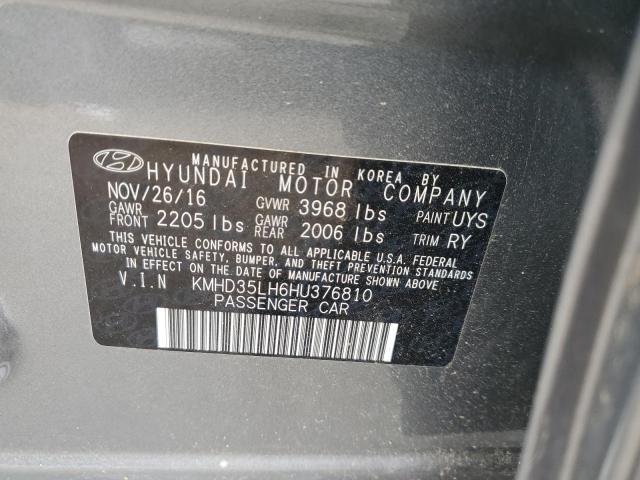 MANUFACTURED IN KOREA BY
HYUNDAI MOTOR COMPANY
NOV/26/16 GVWR 3968 lbs PAINT UYS
GAWR FRONT 2205 lbs GAWR REAR 2006 lbs TRIM RY
THIS VEHICLE CONFORMS TO ALL APPLICABLE U.S.A. FEDERAL
MOTOR VEHICLE SAFETY, BUMPER, AND THEFT PREVENTION STANDARDS
IN EFFECT ON THE DATE OF MANUFACTURE SHOWN ABOVE
V.I.N KMHD35LH6HU376810
PASSENGER CAR